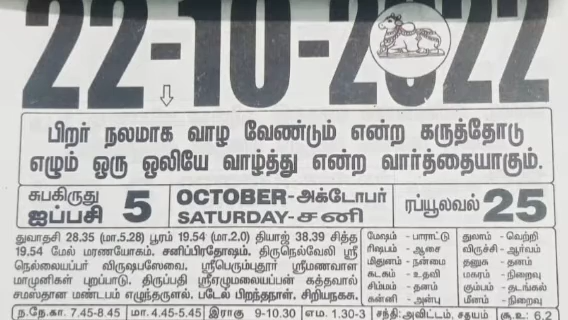 22-10-2022
பிறர் நலமாக வாழ வேண்டும் என்ற கருத்தோடு
எழும் ஒரு ஒலியே வாழ்த்து என்ற வார்த்தையாகும்.
சுபகிருது
ஐப்பசி 5
OCTOBER-அக்டோபர்
SATURDAY-சனி
ரப்யூலவல் 25
துவாதசி 28.35 (மா.5.28) பூரம் 19.54 (மா.2.0) தியாஜ் 38.39 சித்த
19.54 மேல் மரணயோகம். சனிப்பிரதோஷம். திருநெல்வேலி ஸ்ரீ
நெல்லையப்பர் விருஷபஸேவை. ஸ்ரீபெரும்புதூர் ஸ்ரீமணவாள
மாமுனிகள் புறப்பாடு. திருப்பதி ஸ்ரீஏழுமலையப்பன் கத்தவால்
சமஸ்தான மண்டபம் எழுந்தருளல். படேல் பிறந்தநாள். சிறியநகசு.
மேஷம் - பாராட்டு
ரிஷபம் - ஆசை
மிதுனம் - நன்மை
கடகம் - உதவி
சிம்மம் - தனம்
கன்னி - அன்பு
துலாம் - வெற்றி
விருச்சி - ஆர்வம்
தனுசு - தனம்
மகரம் - நிறைவு
கும்பம் - தடங்கல்
மீனம் - நிறைவு
ந.நே.கா. 7.45-8.45 மா. 4.45-5.45 இராகு 9-10.30 எம. 1.30-3 சந்தி:அவிட்டம், சதயம் சூ.உ: 6.2